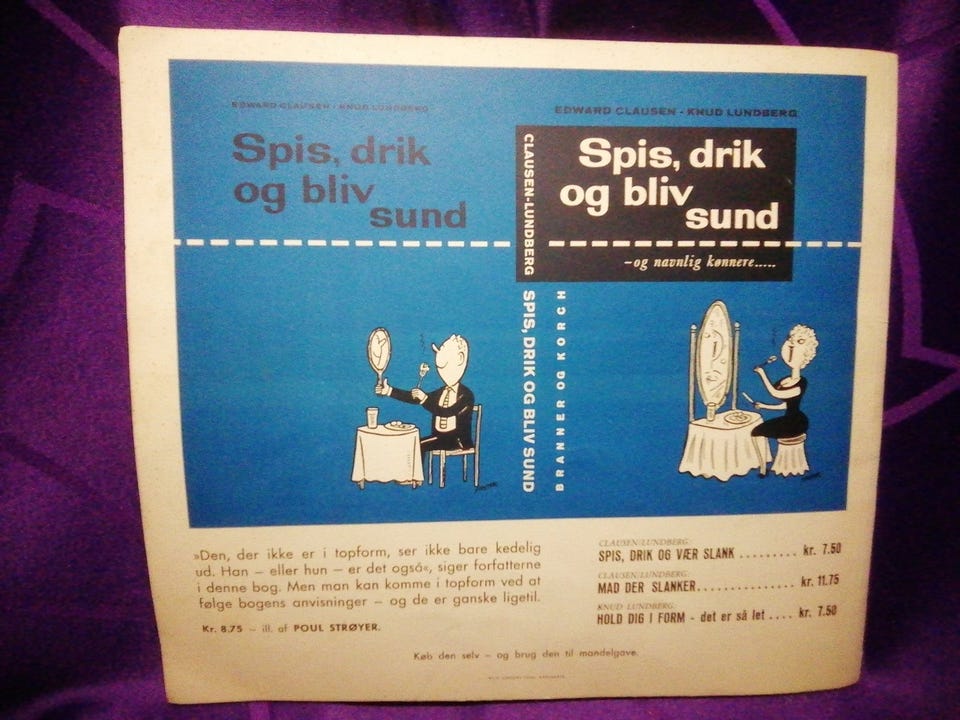 EDWARD CLAUSEN - KNUD LUNDBERG
Spis, drik
og bliv
sund
CLAUSEN-LUNDBERG SPIS, DRIK OG BLIV SUND
BRANNER OG KORCH
EDWARD CLAUSEN - KNUD LUNDBERG
Spis, drik
og bliv
sund
-og navnlig kønnere.....
»Den, der ikke er i topform, ser ikke bare kedelig
ud. Han – eller hun – er det også«, siger forfatterne
i denne bog. Men man kan komme i topform ved at
følge bogens anvisninger – og de er ganske ligetil.
Kr. 8.75 – ill. af POUL STRØYER.
CLAUSEN/LUNDBERG:
SPIS, DRIK OG VÆR SLANK ......... kr. 7.50
CLAUSEN/LUNDBERG:
MAD DER SLANKER............... kr. 11.75
KNUD LUNDBERG:
HOLD DIG I FORM - det er så let .... kr. 7.50
Køb den selv – og brug den til mandelgave.